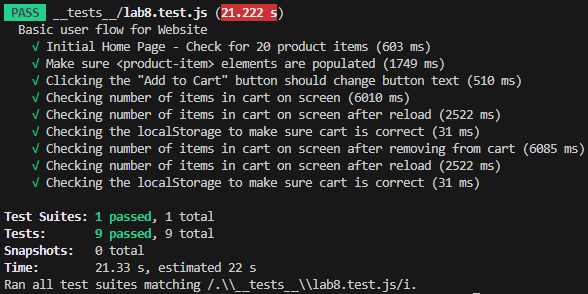 PASS __tests__/lab8.test.js (21.222 s)
Basic user flow for Website
√ Initial Home Page - Check for 20 product items (603 ms)
√ Make sure <product-item> elements are populated (1749 ms)
√ Clicking the "Add to Cart" button should change button text (510 ms)
√ Checking number of items in cart on screen (6010 ms)
√ Checking number of items in cart on screen after reload (2522 ms)
√ Checking the localStorage to make sure cart is correct (31 ms)
√ Checking number of items in cart on screen after removing from cart (6085 ms)
√ Checking number of items in cart on screen after reload (2522 ms)
√ Checking the localStorage to make sure cart is correct (31 ms)
Test Suites: 1 passed, 1 total
Tests: 9 passed, 9 total
Snapshots: 0 total
Time: 21.33 s, estimated 22 s
Ran all test suites matching /.\\__tests__\\lab8.test.js/i.